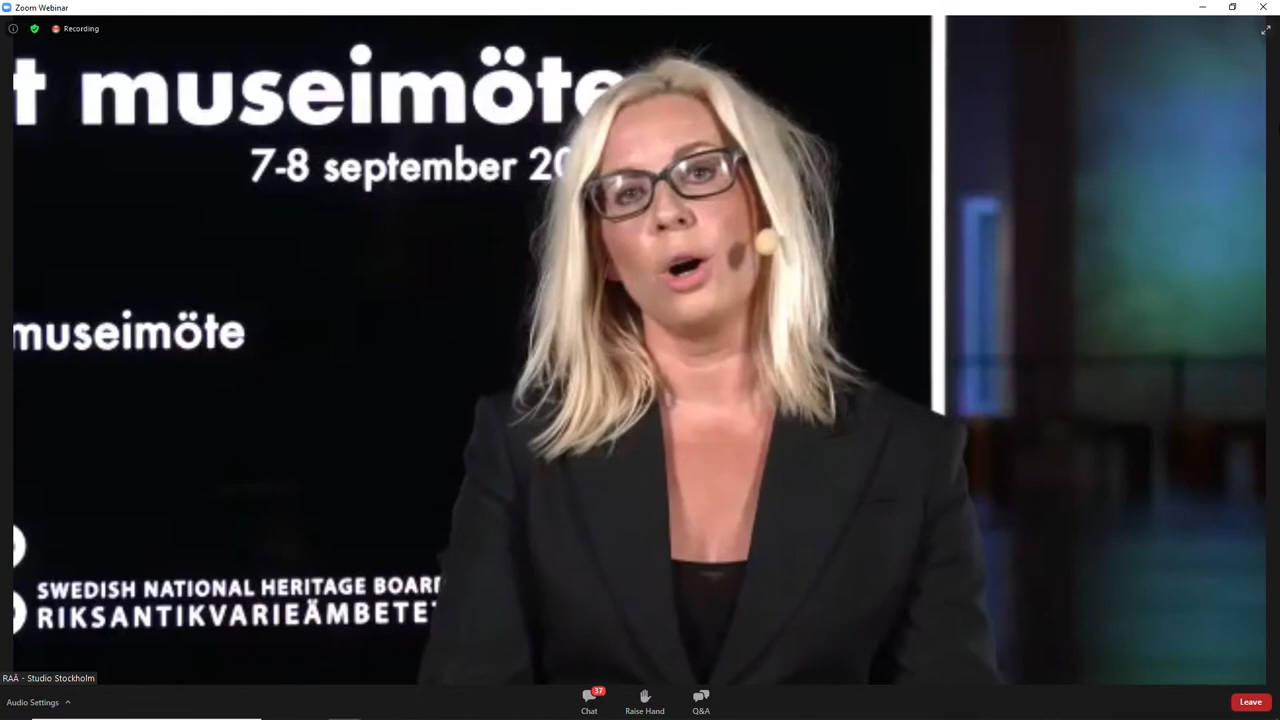 Zoom Webinar
Recording
t museimöte
7-8 september 20
museimöte
SWEDISH NATIONAL HERITAGE BOARD
RIKSANTIKVARIEÄMBETET
RAÄ - Studio Stockholm
Audio Settings
37
Chat
Raise Hand
Q&A
Leave